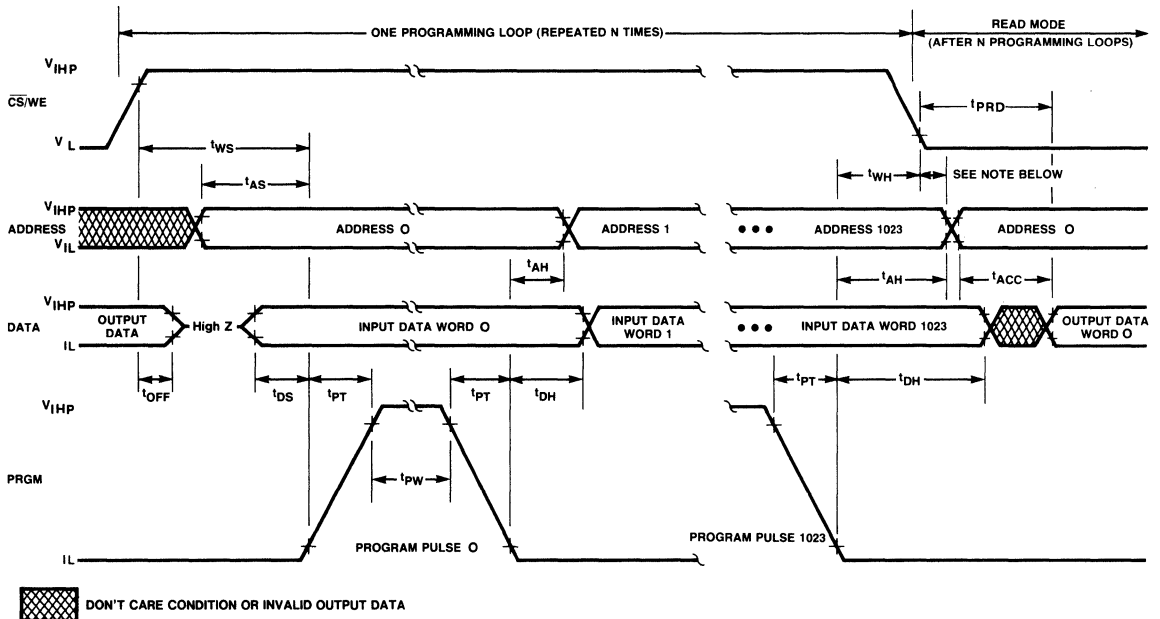 ONE PROGRAMMING LOOP (REPEATED N TIMES)
READ MODE
(AFTER N PROGRAMMING LOOPS)
VIHP
CS/WE
VL
tPRD
tWS
tWH
SEE NOTE BELOW
tAS
VIHP
ADDRESS
VIL
ADDRESS 0
ADDRESS 1
••• ADDRESS 1023
ADDRESS 0
tAH
tAH
tACC
VIHP
DATA
IL
OUTPUT
DATA
High Z
INPUT DATA WORD 0
INPUT DATA
WORD 1
••• INPUT DATA WORD 1023
OUTPUT DATA
WORD 0
tOFF
tDS
tPT
tPT
tDH
tPT
tDH
VIHP
PRGM
IL
tPW
PROGRAM PULSE 0
PROGRAM PULSE 1023
DON'T CARE CONDITION OR INVALID OUTPUT DATA